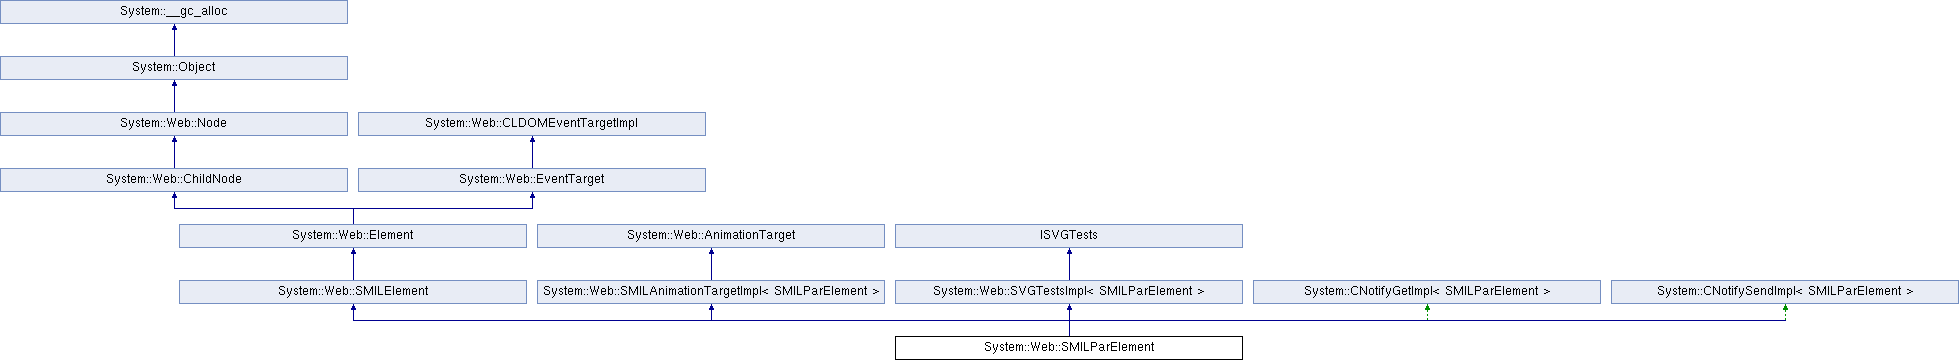 System::__gc_alloc
System::Object
System::Web::Node
System::Web::CLDOMEventTargetImpl
System::Web::ChildNode
System::Web::EventTarget
System::Web::Element
System::Web::AnimationTarget
ISVGTests
System::Web::SMILElement
System::Web::SMILAnimationTargetImpl< SMILParElement >
System::Web::SVGTestsImpl< SMILParElement >
System::CNotifyGetImpl< SMILParElement >
System::CNotifySendImpl< SMILParElement >
System::Web::SMILParElement